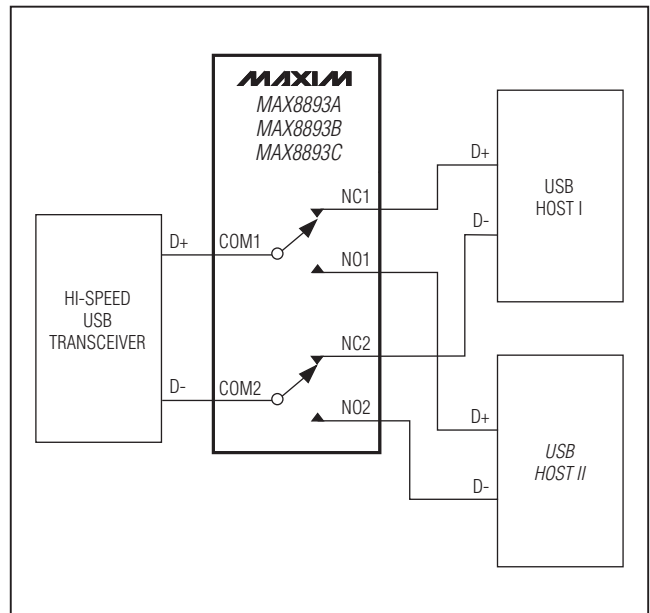 MAXIM
MAX8893A
MAX8893B
MAX8893C
HI-SPEED
USB
TRANSCEIVER
D+
D-
COM1
COM2
NC1
NO1
NC2
NO2
D+
D-
USB
HOST I
D+
D-
USB
HOST II